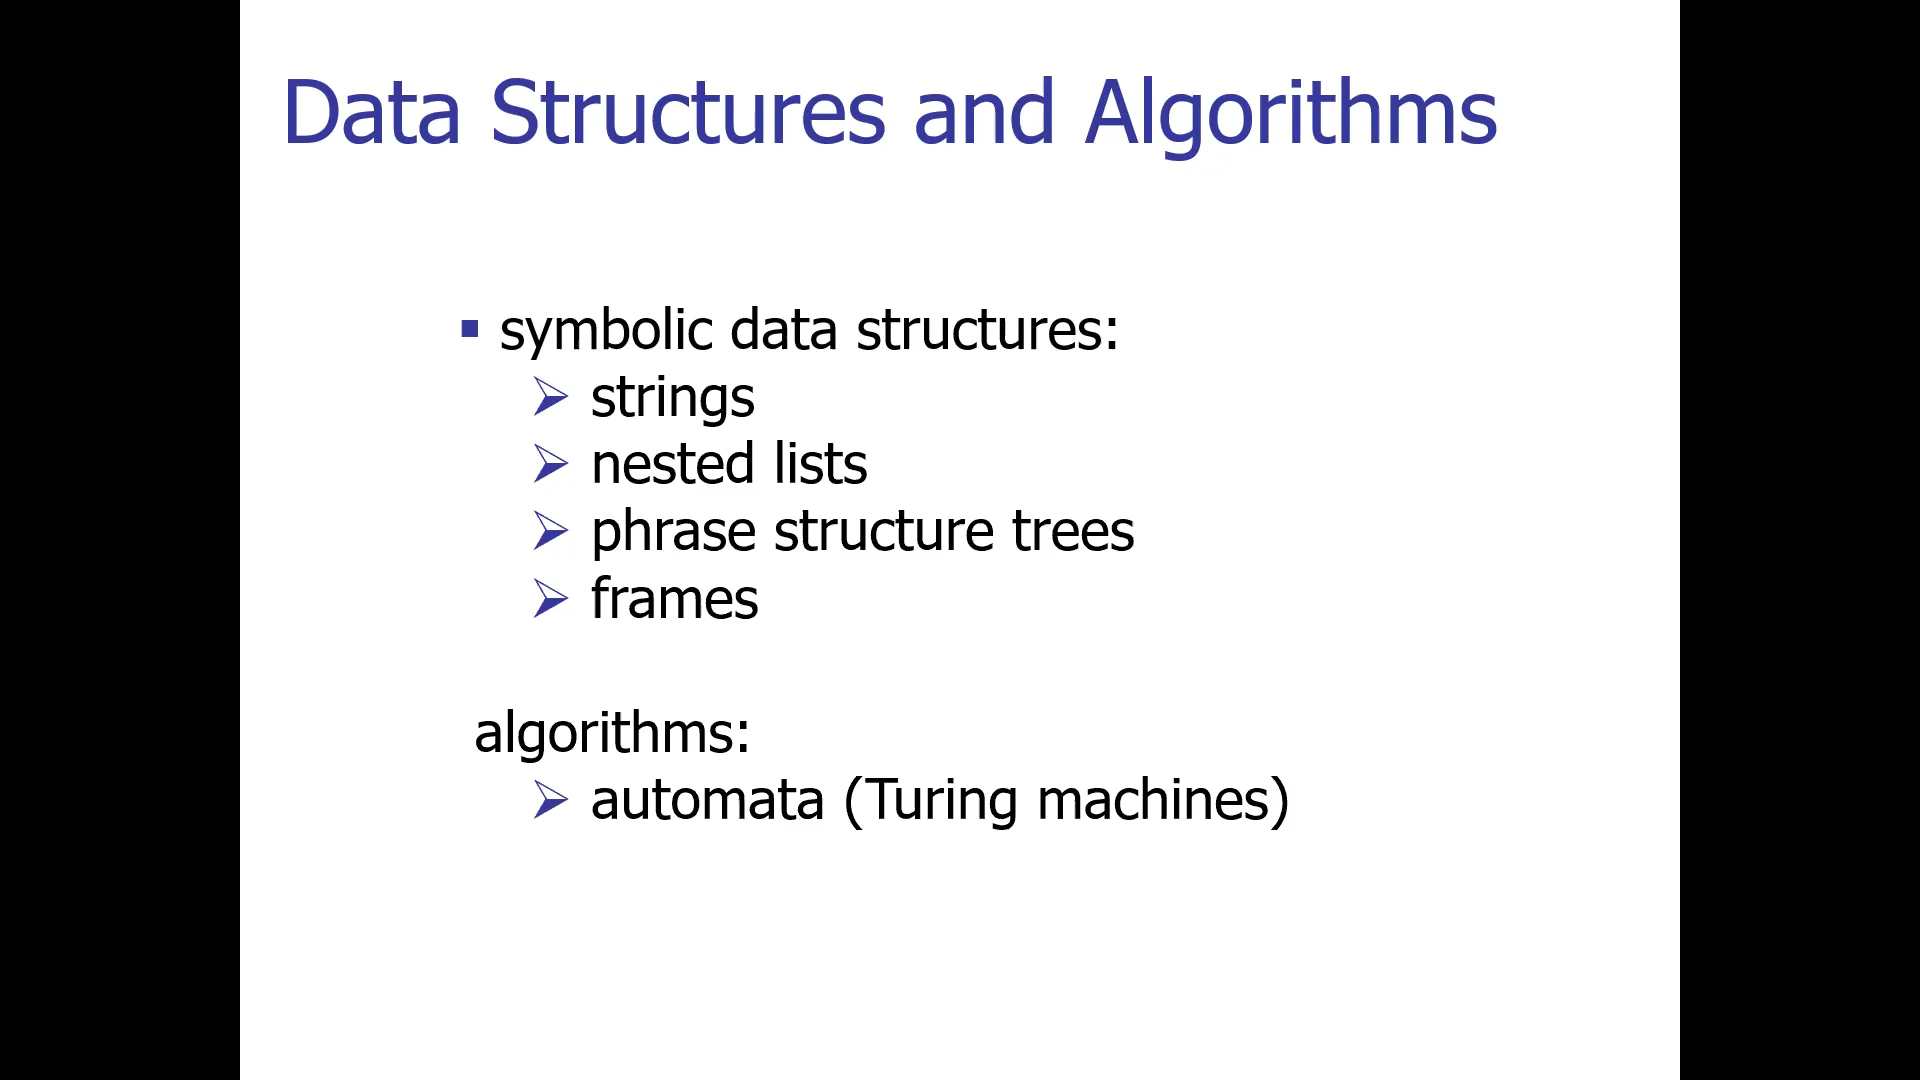 Data Structures and Algorithms
symbolic data structures:
strings
nested lists
phrase structure trees
frames
algorithms:
automata (Turing machines)